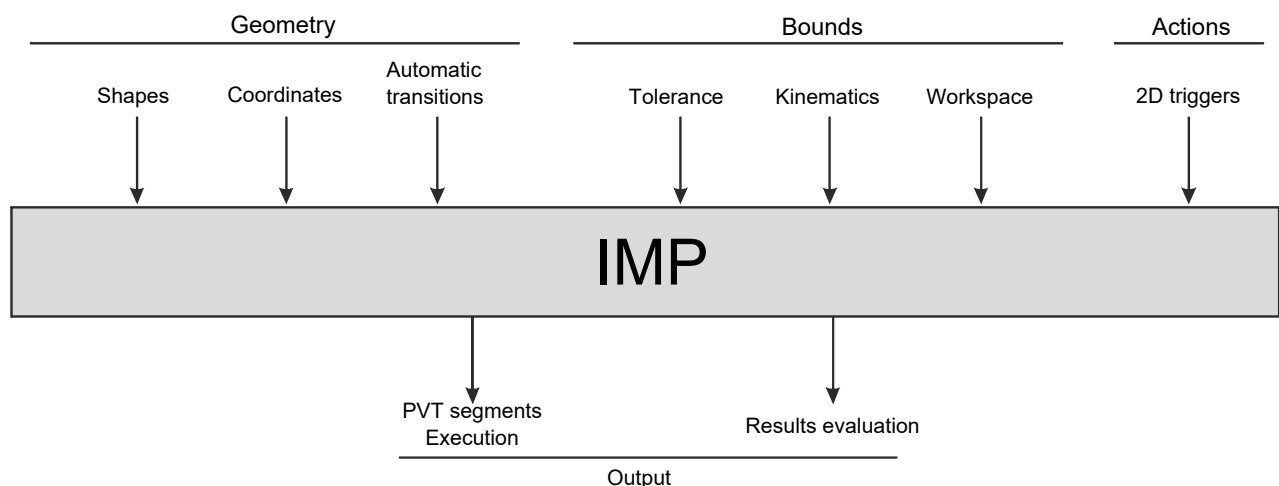 Geometry
Bounds
Actions
Shapes
Coordinates
Automatic
transitions
Tolerance
Kinematics
Workspace
2D triggers
IMP
PVT segments
Execution
Results evaluation
Output